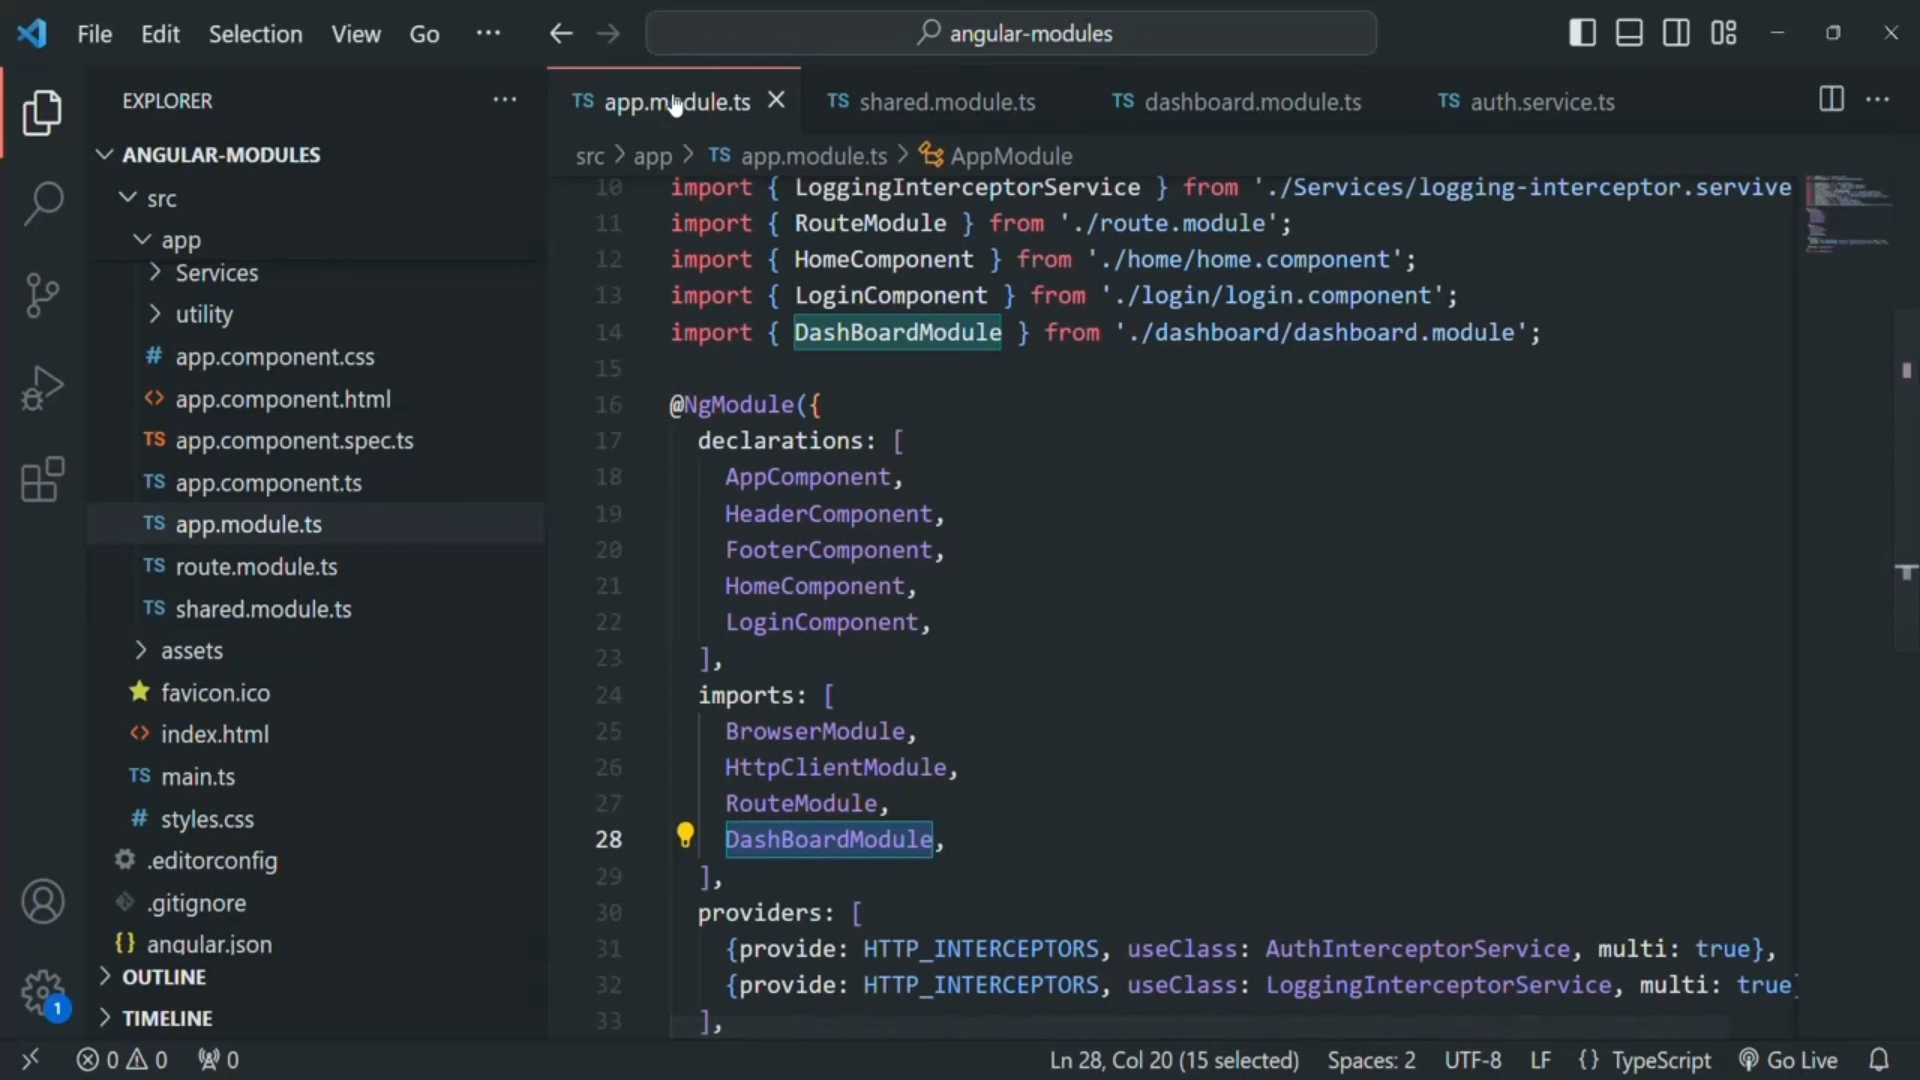 File Edit Selection View Go ··· angular-modules
EXPLORER ···
ANGULAR-MODULES
src
app
Services
utility
# app.component.css
<> app.component.html
TS app.component.spec.ts
TS app.component.ts
TS app.module.ts
TS route.module.ts
TS shared.module.ts
assets
favicon.ico
<> index.html
TS main.ts
# styles.css
.editorconfig
.gitignore
{} angular.json
OUTLINE
TIMELINE
1
TS app.module.ts TS shared.module.ts TS dashboard.module.ts TS auth.service.ts ···
src > app > TS app.module.ts > AppModule
10 import { LoggingInterceptorService } from './Services/logging-interceptor.servive
11 import { RouteModule } from './route.module';
12 import { HomeComponent } from './home/home.component';
13 import { LoginComponent } from './login/login.component';
14 import { DashBoardModule } from './dashboard/dashboard.module';
15
16 @NgModule({
17 declarations: [
18 AppComponent,
19 HeaderComponent,
20 FooterComponent,
21 HomeComponent,
22 LoginComponent,
23 ],
24 imports: [
25 BrowserModule,
26 HttpClientModule,
27 RouteModule,
28 DashBoardModule,
29 ],
30 providers: [
31 {provide: HTTP_INTERCEPTORS, useClass: AuthInterceptorService, multi: true},
32 {provide: HTTP_INTERCEPTORS, useClass: LoggingInterceptorService, multi: true}
33 ],
0 0 0 Ln 28, Col 20 (15 selected) Spaces: 2 UTF-8 LF {} TypeScript Go Live